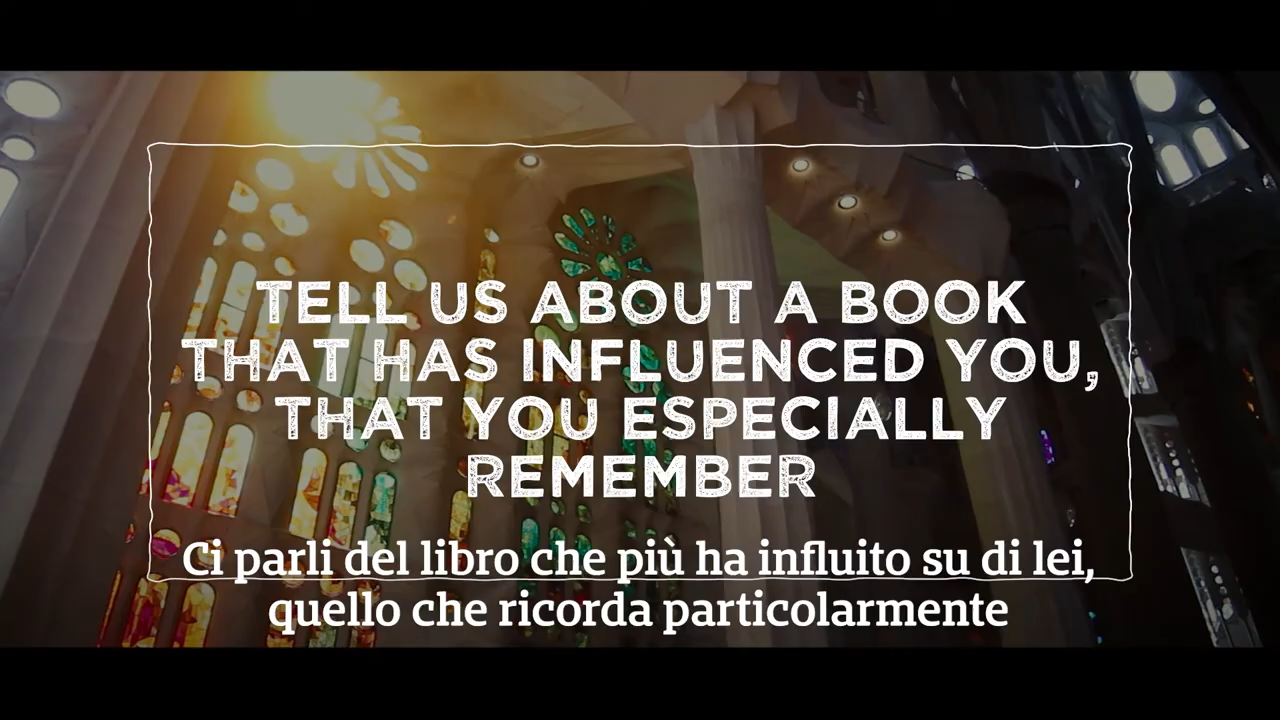 TELL US ABOUT A BOOK
THAT HAS INFLUENCED YOU,
THAT YOU ESPECIALLY
REMEMBER
Ci parli del libro che più ha influito su di lei,
quello che ricorda particolarmente